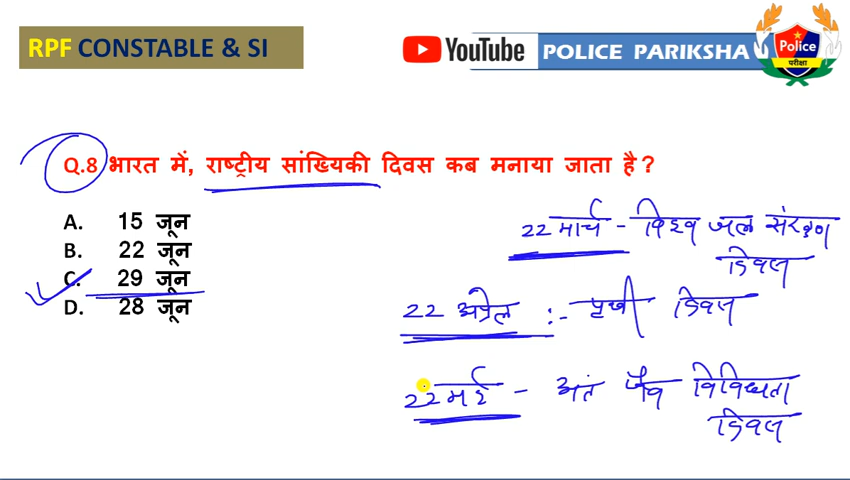 RPF CONSTABLE & SI
YouTube POLICE PARIKSHA
Police
परीक्षा
Q.8 भारत में, राष्ट्रीय सांख्यिकी दिवस कब मनाया जाता है?
A. 15 जून
B. 22 जून
C. 29 जून
D. 28 जून
22 मार्च - विश्व जल संरक्षण
दिवस
22 अप्रैल :- पृथ्वी दिवस
22 मई - अंत जैव विविधता
दिवस